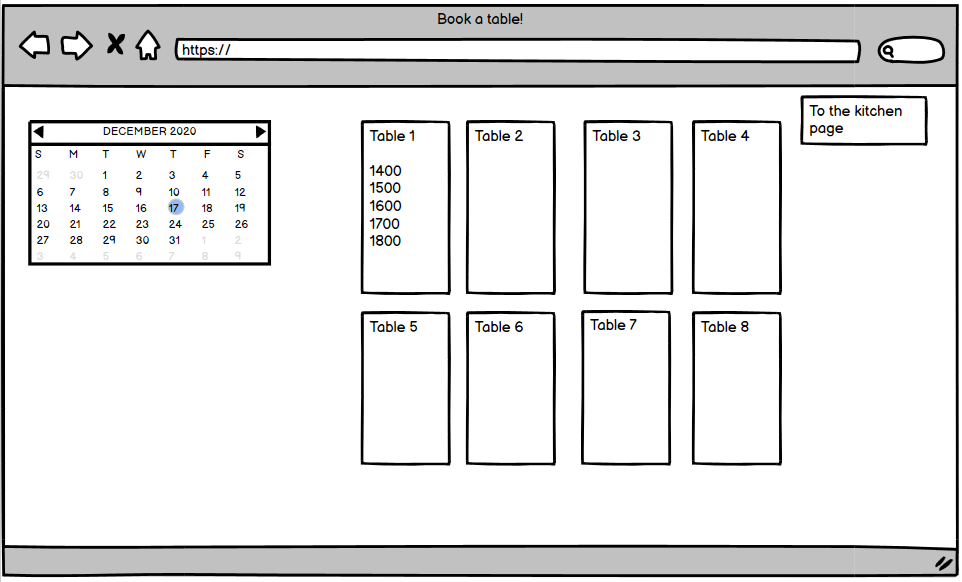 Book a table!
https://
To the kitchen
page
DECEMBER 2020
S M T W T F S
29 30 1 2 3 4 5
6 7 8 9 10 11 12
13 14 15 16 17 18 19
20 21 22 23 24 25 26
27 28 29 30 31 1 2
3 4 5 6 7 8 9
Table 1
1400
1500
1600
1700
1800
Table 2
Table 3
Table 4
Table 5
Table 6
Table 7
Table 8